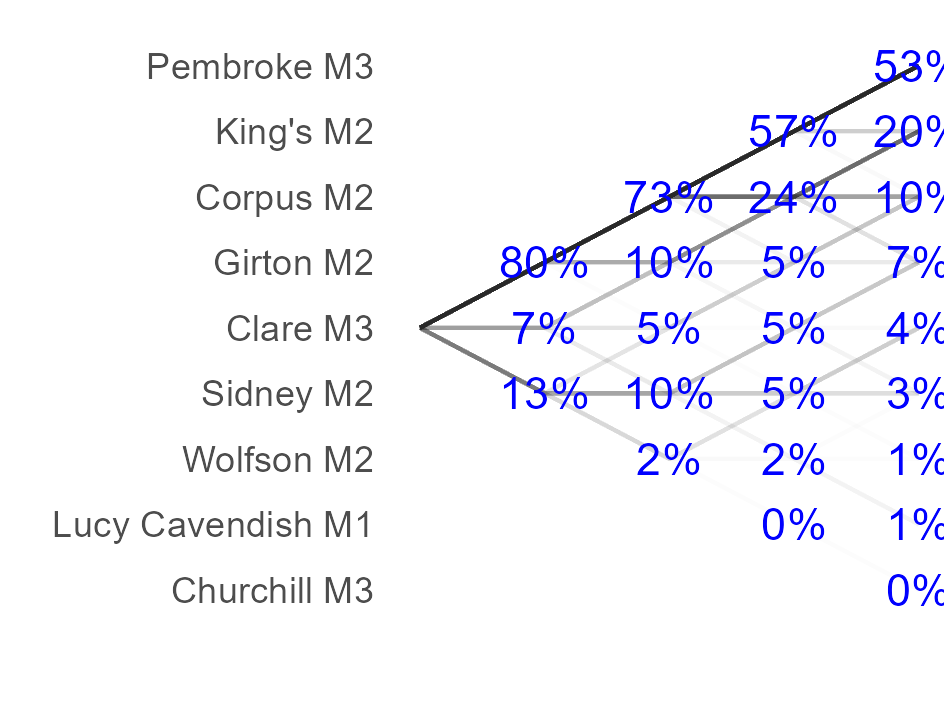 Pembroke M3 53%
King's M2 57% 20%
Corpus M2 73% 24% 10%
Girton M2 80% 10% 5% 7%
Clare M3 7% 5% 5% 4%
Sidney M2 13% 10% 5% 3%
Wolfson M2 2% 2% 1%
Lucy Cavendish M1 0% 1%
Churchill M3 0%